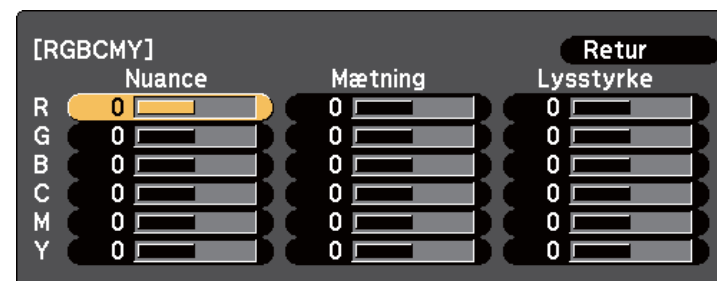 [RGBCMY] Retur
Nuance Mætning Lysstyrke
R 0 0 0
G 0 0 0
B 0 0 0
C 0 0 0
M 0 0 0
Y 0 0 0